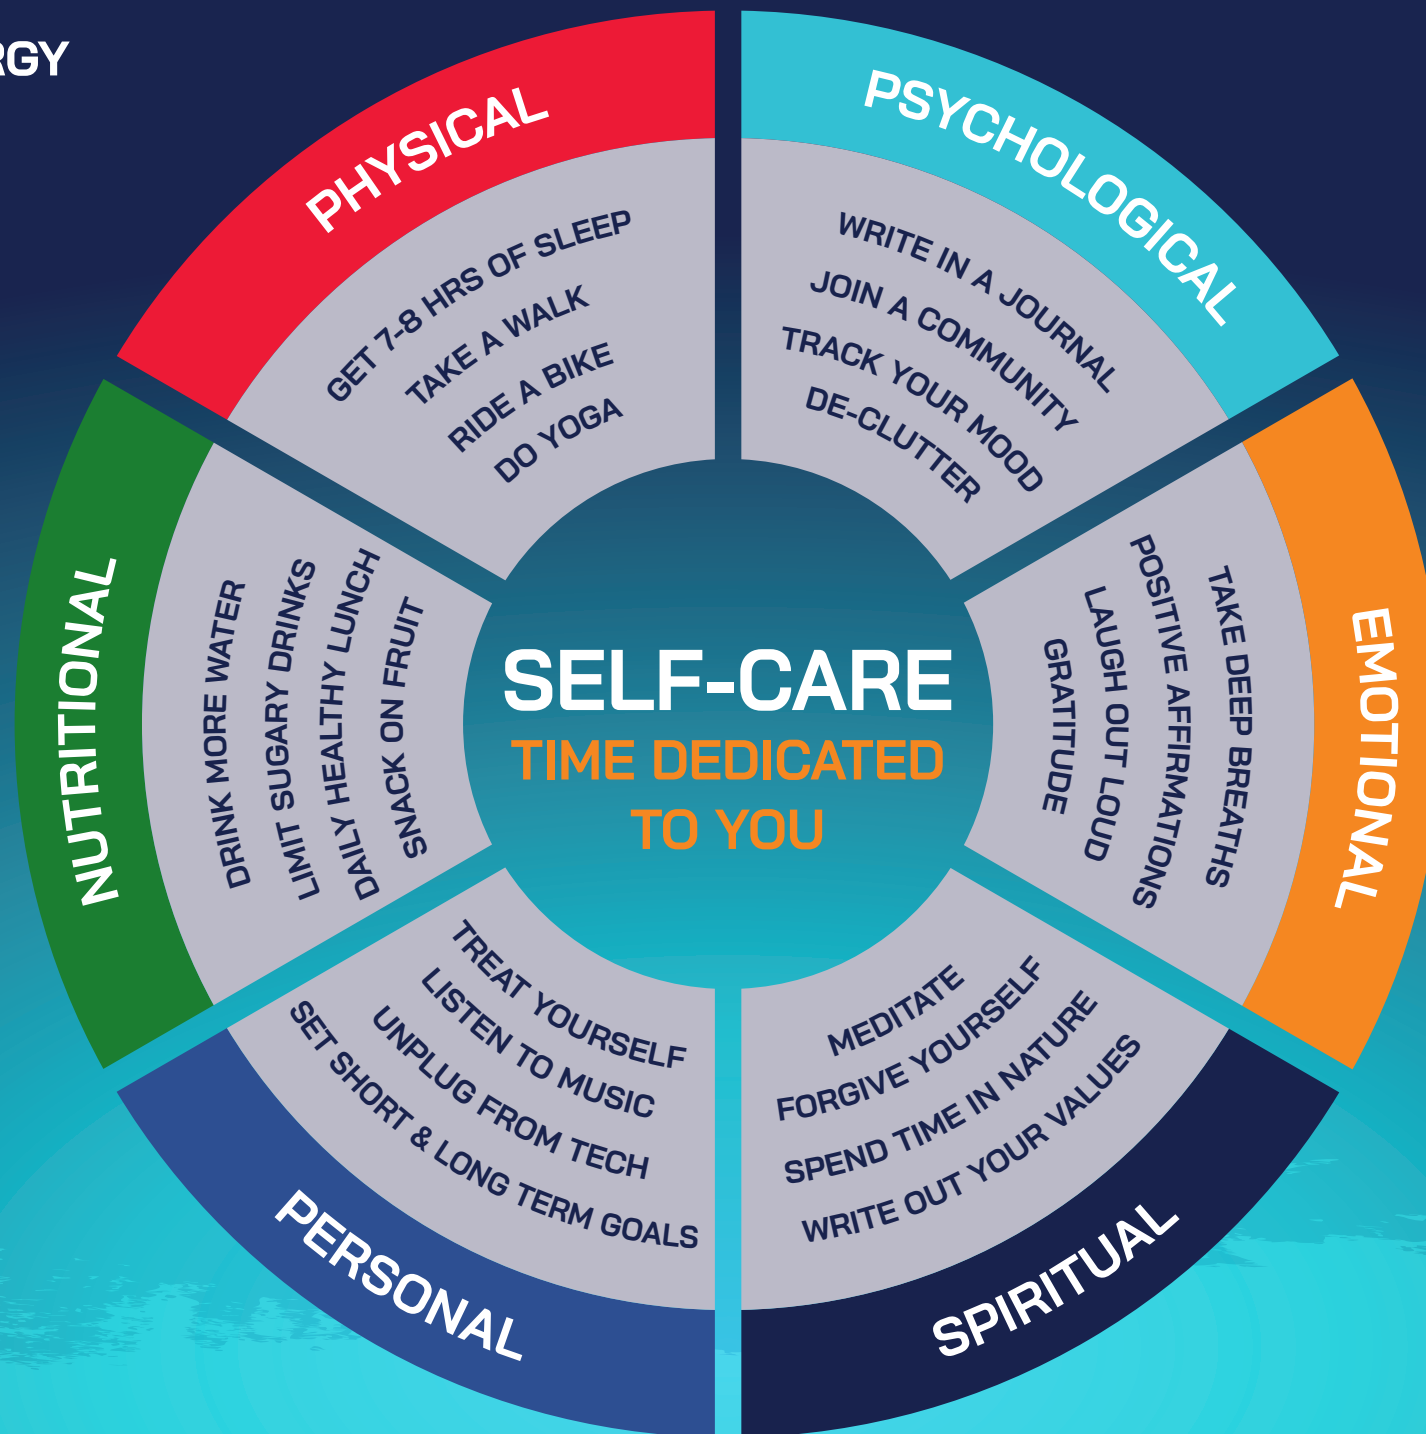 RGY
PHYSICAL
GET 7-8 HRS OF SLEEP
TAKE A WALK
RIDE A BIKE
DO YOGA
PSYCHOLOGICAL
WRITE IN A JOURNAL
JOIN A COMMUNITY
TRACK YOUR MOOD
DE-CLUTTER
EMOTIONAL
TAKE DEEP BREATHS
POSITIVE AFFIRMATIONS
LAUGH OUT LOUD
GRATITUDE
SPIRITUAL
MEDITATE
FORGIVE YOURSELF
SPEND TIME IN NATURE
WRITE OUT YOUR VALUES
PERSONAL
TREAT YOURSELF
LISTEN TO MUSIC
UNPLUG FROM TECH
SET SHORT & LONG TERM GOALS
NUTRITIONAL
DRINK MORE WATER
LIMIT SUGARY DRINKS
DAILY HEALTHY LUNCH
SNACK ON FRUIT
SELF-CARE
TIME DEDICATED
TO YOU